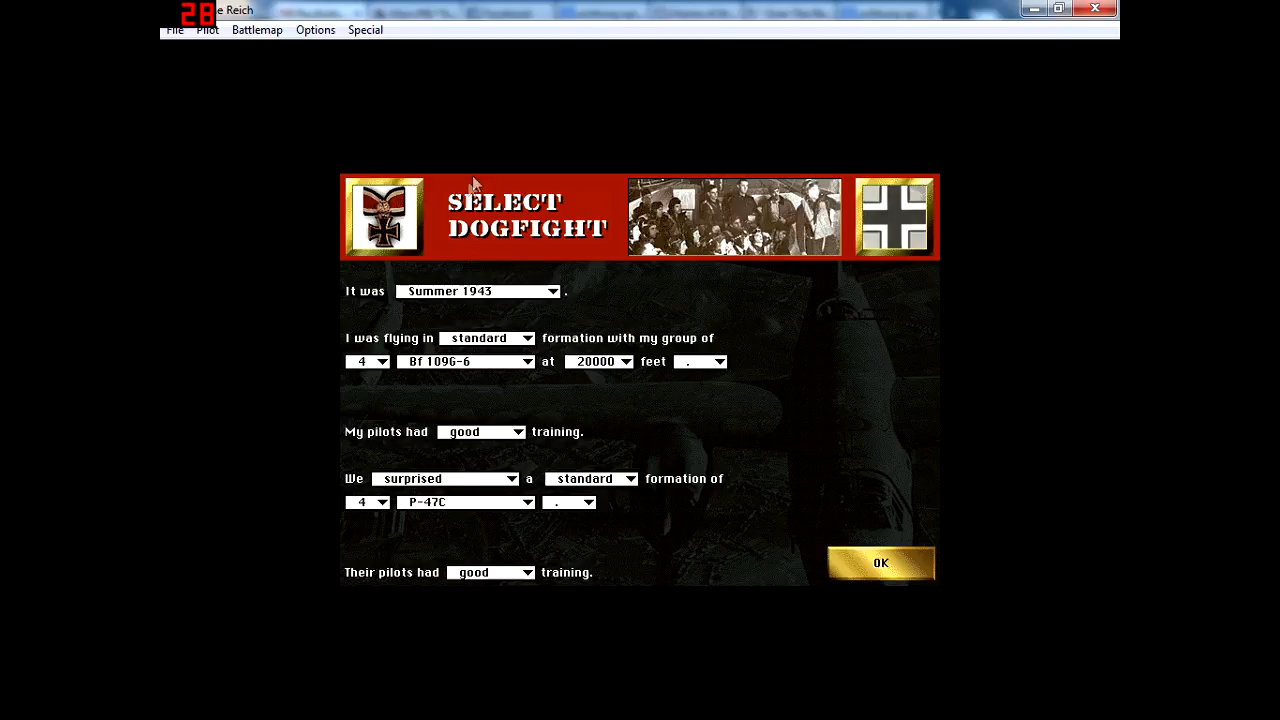 28 e Reich
File Pilot Battlemap Options Special
SELECT
DOGFIGHT
It was Summer 1943 .
I was flying in standard formation with my group of
4 Bf 109G-6 at 20000 feet .
My pilots had good training.
We surprised a standard formation of
4 P-47C .
Their pilots had good training.
OK